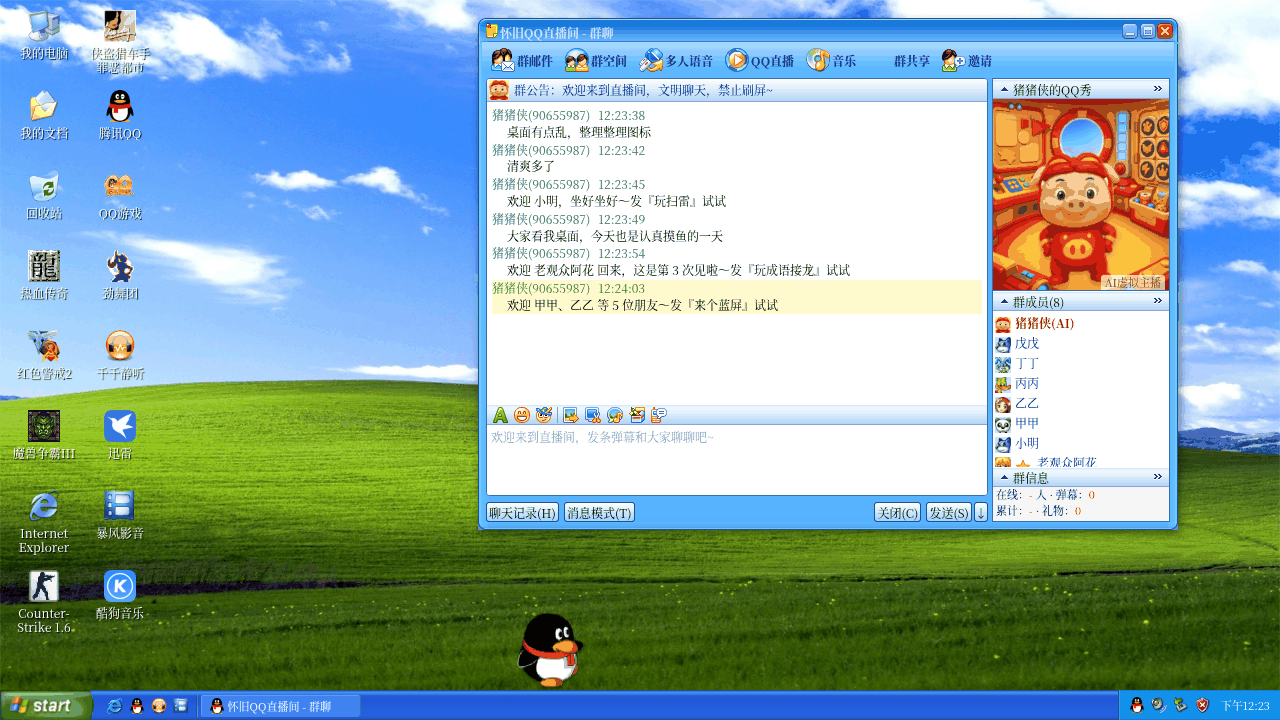 我的电脑
侠盗猎车手
罪恶都市
我的文档
腾讯QQ
回收站
QQ游戏
热血传奇
劲舞团
红色警戒2
千千静听
魔兽争霸III
迅雷
Internet
Explorer
暴风影音
Counter-
Strike 1.6
酷狗音乐
怀旧QQ直播间 - 群聊
群邮件
群空间
多人语音
QQ直播
音乐
群共享
邀请
群公告：欢迎来到直播间，文明聊天，禁止刷屏~
猪猪侠(90655987) 12:23:38
桌面有点乱，整理整理图标
猪猪侠(90655987) 12:23:42
清爽多了
猪猪侠(90655987) 12:23:45
欢迎 小明，坐好坐好～发『玩扫雷』试试
猪猪侠(90655987) 12:23:49
大家看我桌面，今天也是认真摸鱼的一天
猪猪侠(90655987) 12:23:54
欢迎 老观众阿花 回来，这是第 3 次见啦～发『玩成语接龙』试试
猪猪侠(90655987) 12:24:03
欢迎 甲甲、乙乙 等 5 位朋友～发『来个蓝屏』试试
欢迎来到直播间，发条弹幕和大家聊聊吧~
聊天记录(H)
消息模式(T)
关闭(C)
发送(S)
↓
猪猪侠的QQ秀
AI虚拟主播
群成员(8)
猪猪侠(AI)
戊戊
丁丁
丙丙
乙乙
甲甲
小明
老观众阿花
群信息
在线：- 人 · 弹幕：0
累计：- · 礼物：0
start
怀旧QQ直播间 - 群聊
下午12:23